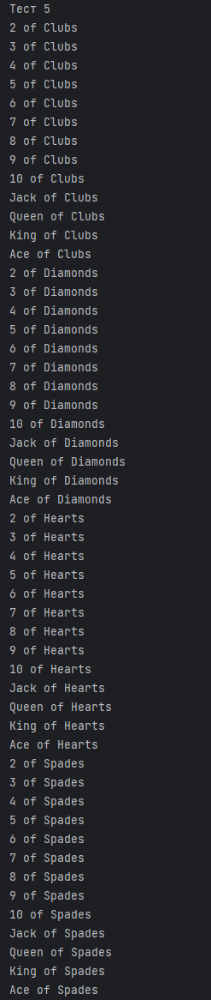 Тест 5
2 of Clubs
3 of Clubs
4 of Clubs
5 of Clubs
6 of Clubs
7 of Clubs
8 of Clubs
9 of Clubs
10 of Clubs
Jack of Clubs
Queen of Clubs
King of Clubs
Ace of Clubs
2 of Diamonds
3 of Diamonds
4 of Diamonds
5 of Diamonds
6 of Diamonds
7 of Diamonds
8 of Diamonds
9 of Diamonds
10 of Diamonds
Jack of Diamonds
Queen of Diamonds
King of Diamonds
Ace of Diamonds
2 of Hearts
3 of Hearts
4 of Hearts
5 of Hearts
6 of Hearts
7 of Hearts
8 of Hearts
9 of Hearts
10 of Hearts
Jack of Hearts
Queen of Hearts
King of Hearts
Ace of Hearts
2 of Spades
3 of Spades
4 of Spades
5 of Spades
6 of Spades
7 of Spades
8 of Spades
9 of Spades
10 of Spades
Jack of Spades
Queen of Spades
King of Spades
Ace of Spades